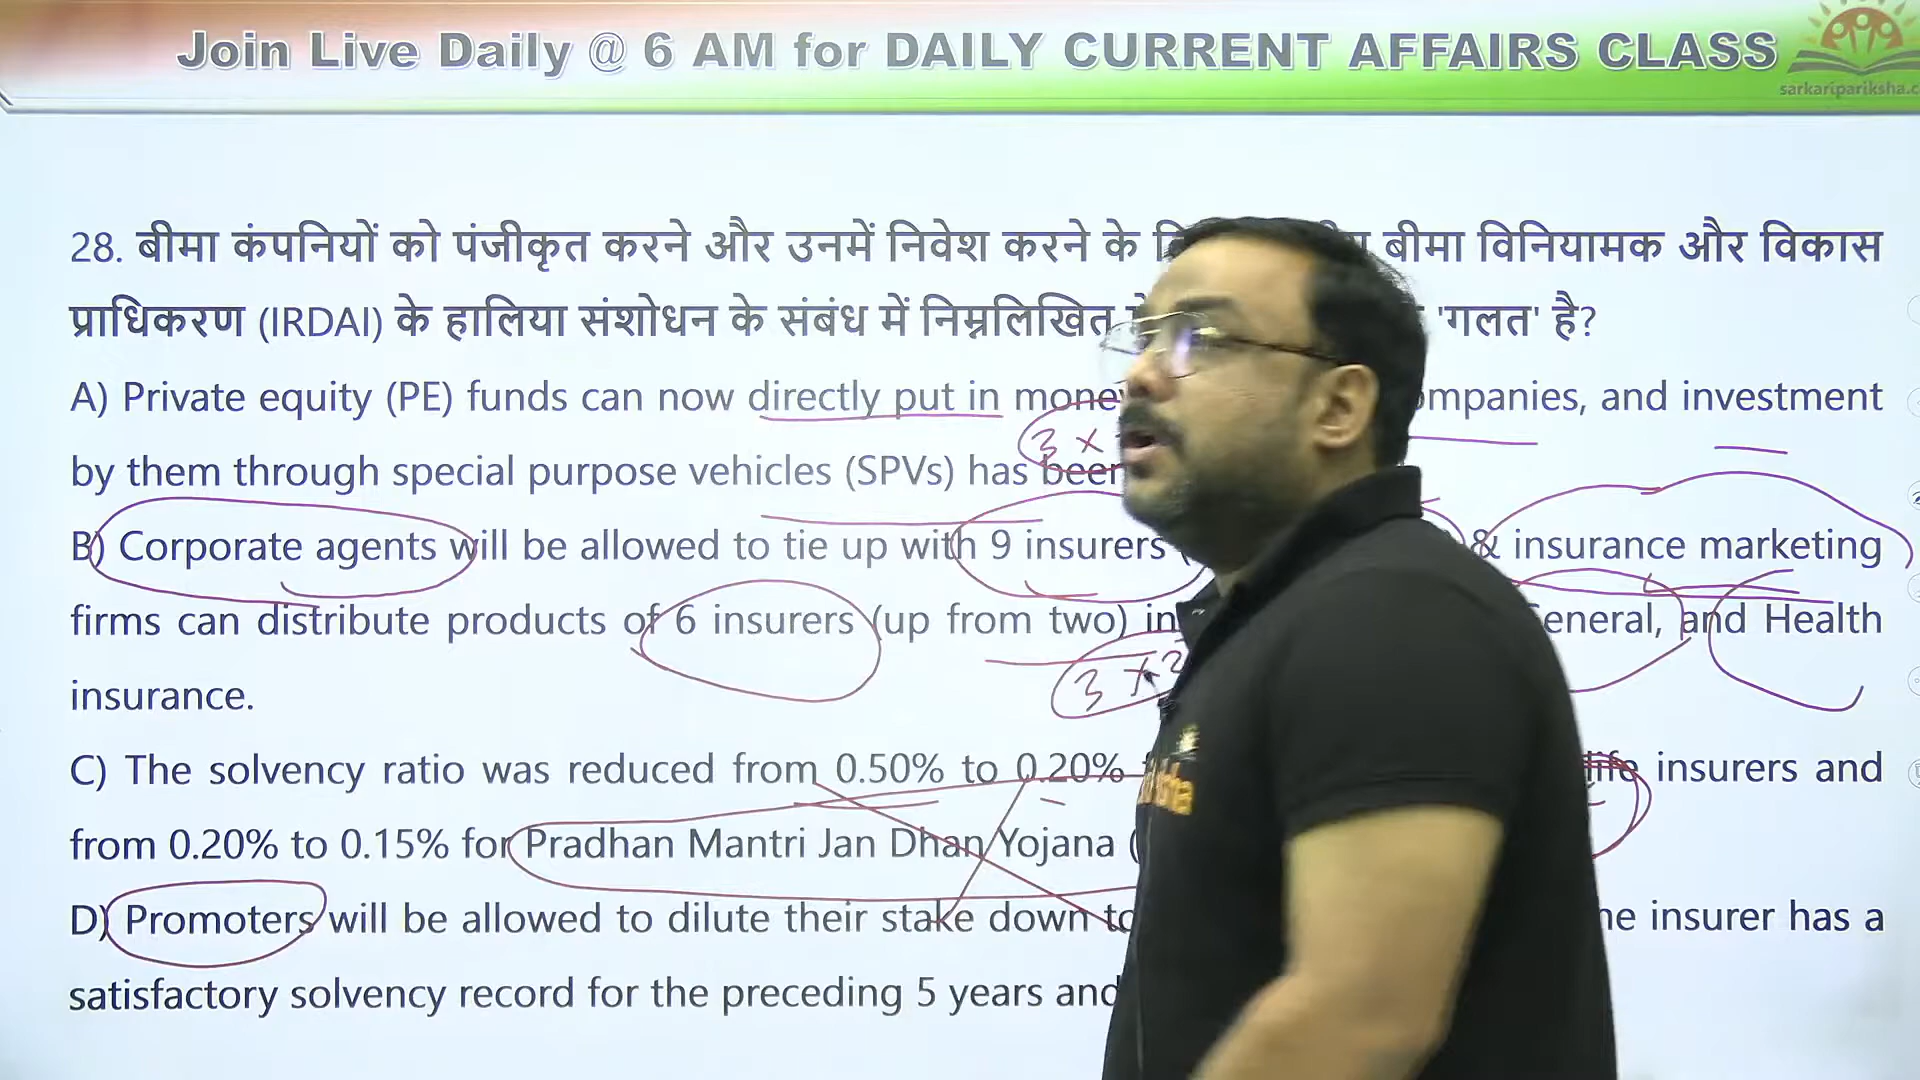 Join Live Daily @ 6 AM for DAILY CURRENT AFFAIRS CLASS
sarkaripariksha.c
28. बीमा कंपनियों को पंजीकृत करने और उनमें निवेश करने के बीमा विनियामक और विकास
प्राधिकरण (IRDAI) के हालिया संशोधन के संबंध में निम्नलिखित 'गलत' है?
A) Private equity (PE) funds can now directly put in money and investment
3 ×
by them through special purpose vehicles (SPVs) has been
B) Corporate agents will be allowed to tie up with 9 insurers & insurance marketing
firms can distribute products of 6 insurers (up from two) in and Health
3 × 2
insurance.
C) The solvency ratio was reduced from 0.50% to 0.20% life insurers and
from 0.20% to 0.15% for Pradhan Mantri Jan Dhan Yojana (
D) Promoters will be allowed to dilute their stake down to insurer has a
satisfactory solvency record for the preceding 5 years and